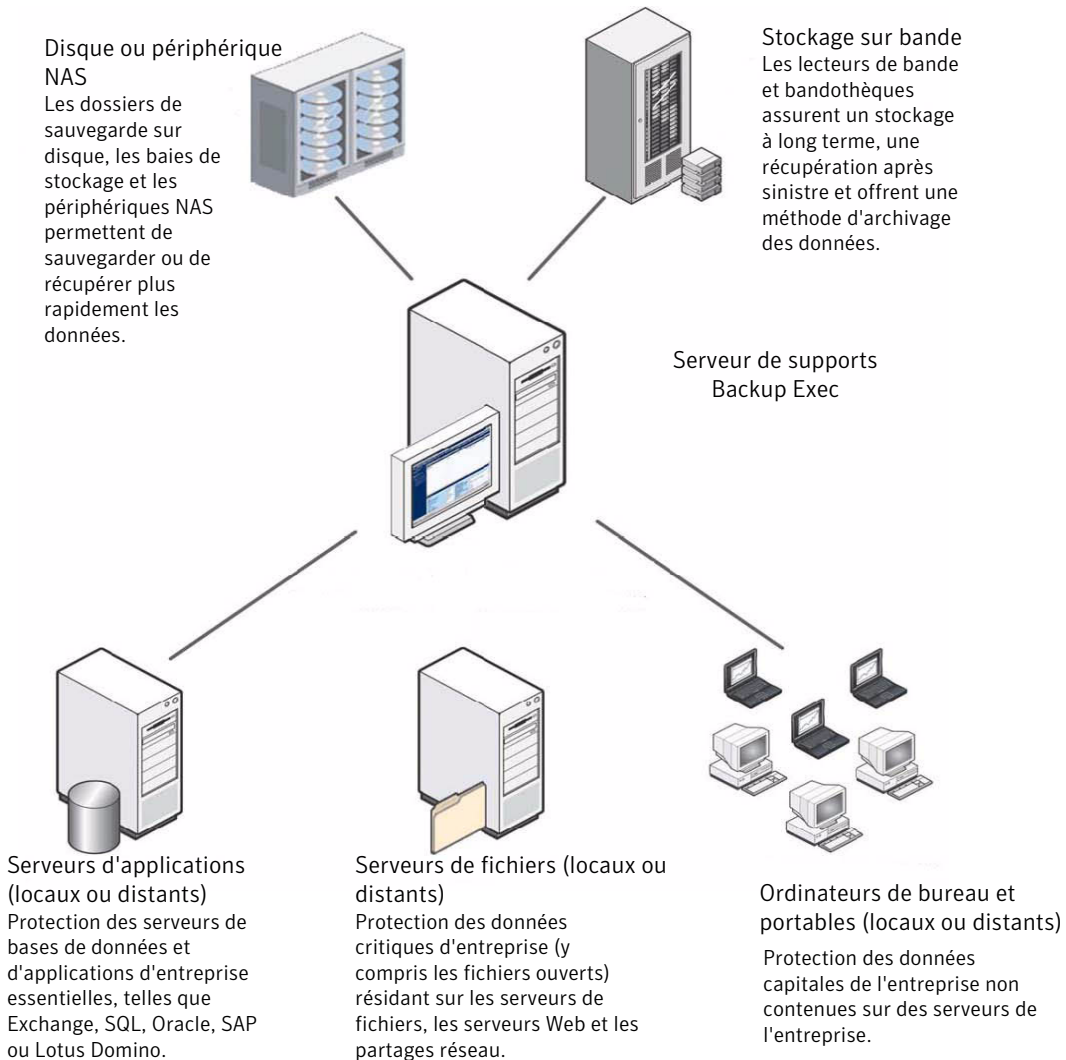 Disque ou périphérique
NAS
Les dossiers de
sauvegarde sur
disque, les baies de
stockage et les
périphériques NAS
permettent de
sauvegarder ou de
récupérer plus
rapidement les
données.
Stockage sur bande
Les lecteurs de bande
et bandothèques
assurent un stockage
à long terme, une
récupération après
sinistre et offrent une
méthode d'archivage
des données.
Serveur de supports
Backup Exec
Serveurs d'applications
(locaux ou distants)
Protection des serveurs de
bases de données et
d'applications d'entreprise
essentielles, telles que
Exchange, SQL, Oracle, SAP
ou Lotus Domino.
Serveurs de fichiers (locaux ou
distants)
Protection des données
critiques d'entreprise (y
compris les fichiers ouverts)
résidant sur les serveurs de
fichiers, les serveurs Web et les
partages réseau.
Ordinateurs de bureau et
portables (locaux ou distants)
Protection des données
capitales de l'entreprise non
contenues sur des serveurs de
l'entreprise.